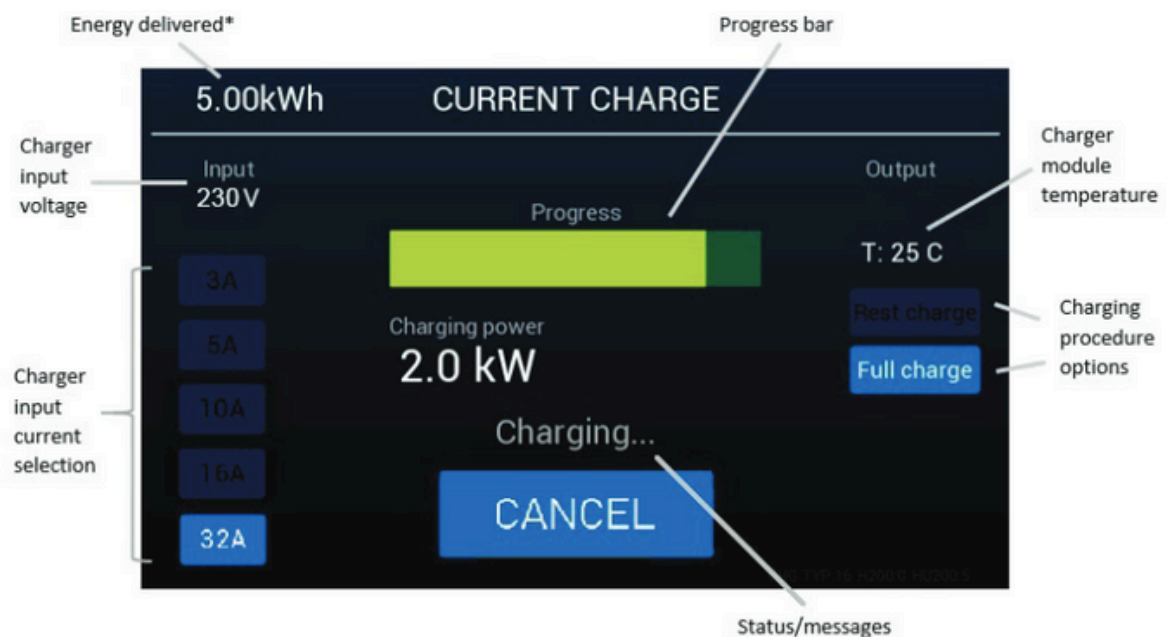 Energy delivered*
Progress bar
5.00kWh
CURRENT CHARGE
Charger
input
voltage
Input
230 V
Output
Charger
module
temperature
Progress
T: 25 C
3A
Rest charge
Charging
procedure
options
Charging power
2.0 kW
5A
Full charge
Charger
input
current
selection
10A
Charging...
16A
CANCEL
32A
Status/messages